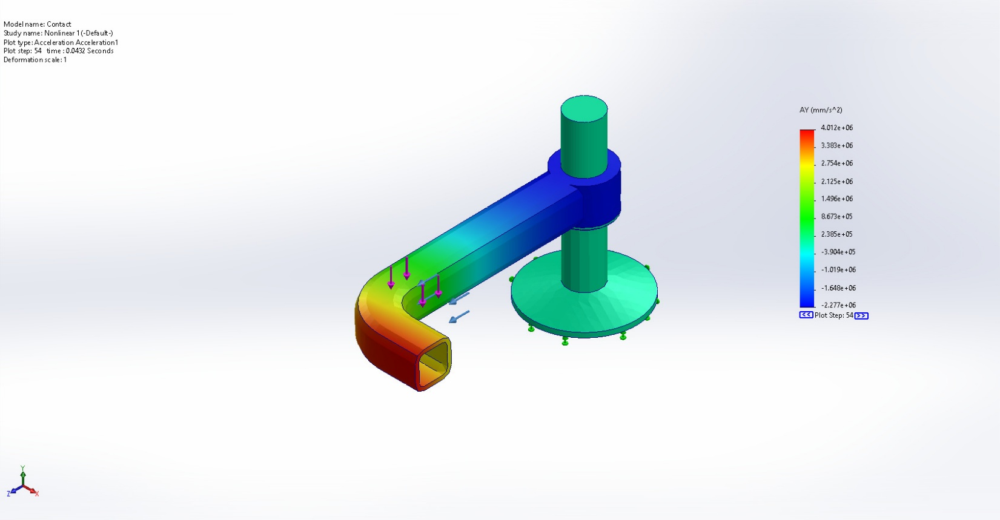 Model name: Contact
Study name: Nonlinear 1(-Default-)
Plot type: Acceleration Acceleration1
Plot step: 54 time : 0.0432 Seconds
Deformation scale: 1
AY (mm/s^2)
4.012e+06
3.383e+06
2.754e+06
2.125e+06
1.496e+06
8.673e+05
2.385e+05
-3.904e+05
-1.019e+06
-1.648e+06
-2.277e+06
<< Plot Step: 54 >>
Y
Z
X